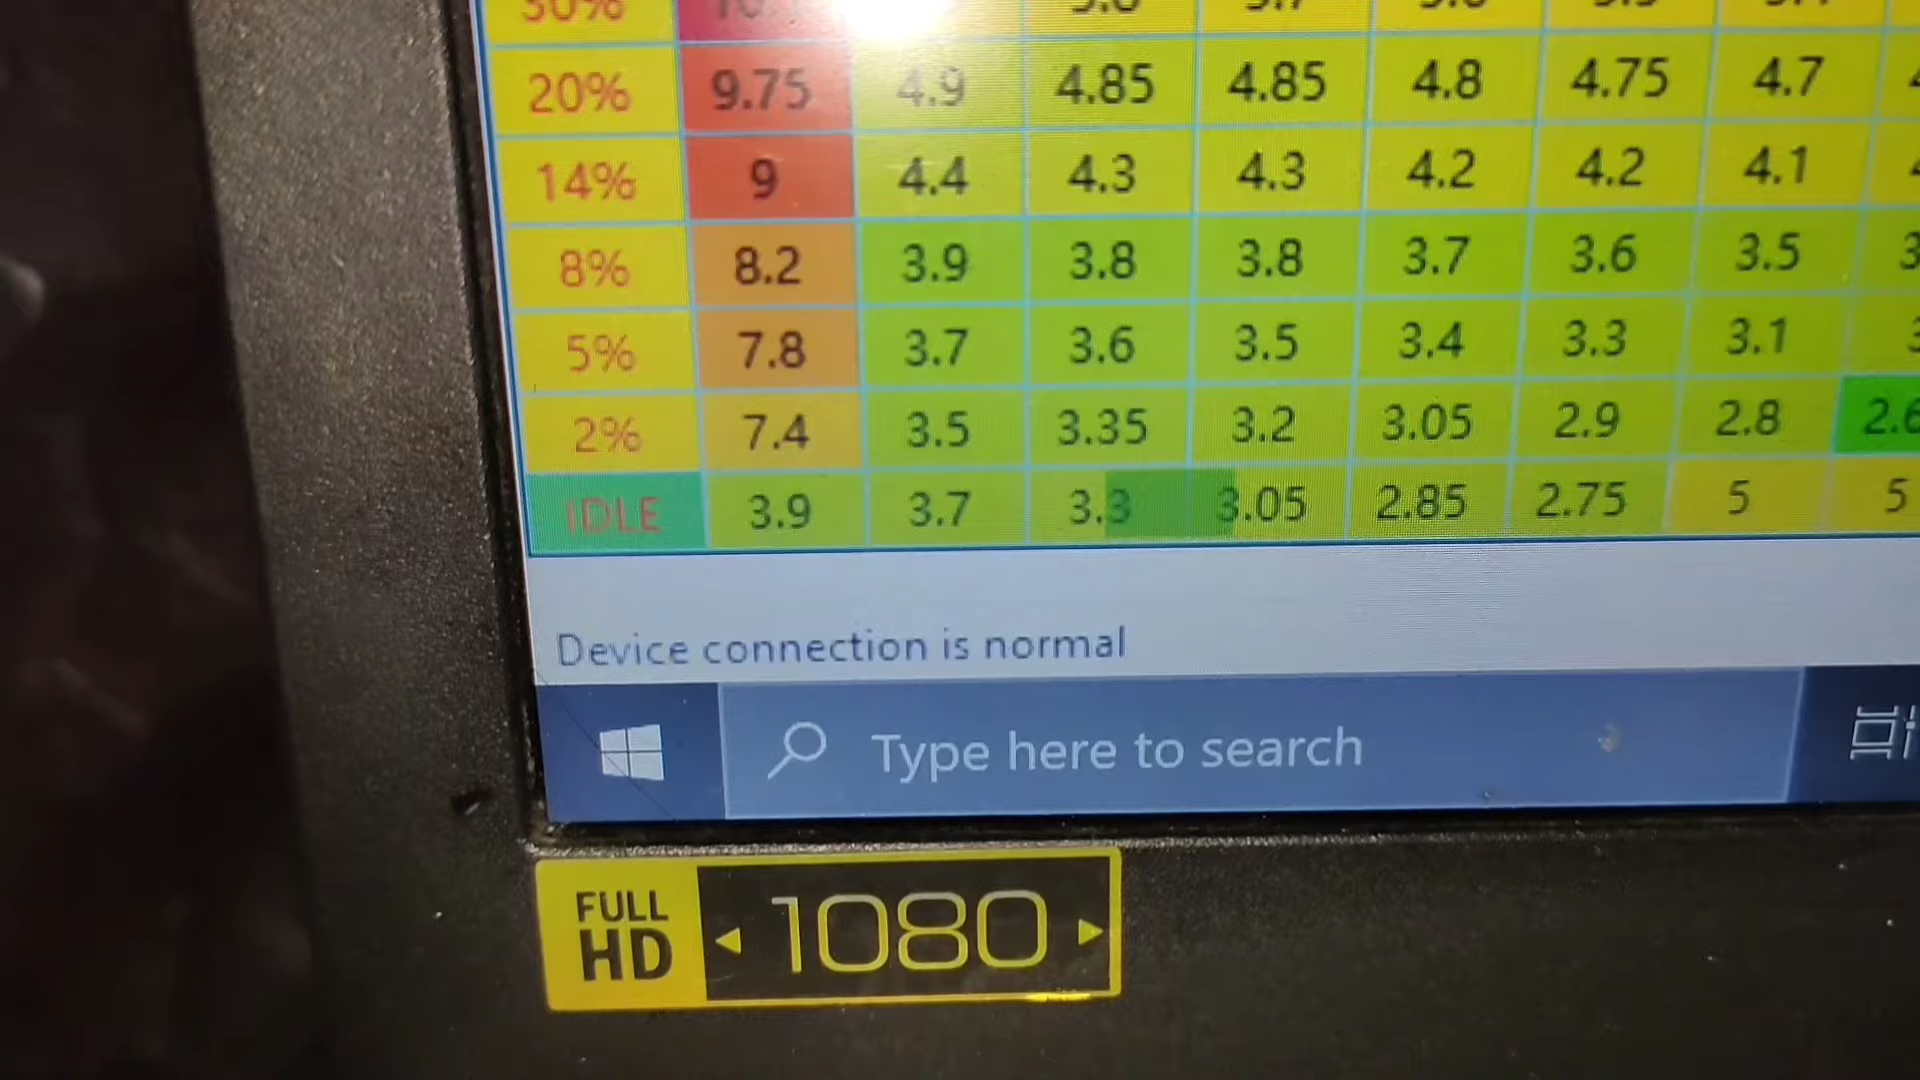 30%
20% 9.75 4.9 4.85 4.85 4.8 4.75 4.7
14% 9 4.4 4.3 4.3 4.2 4.2 4.1
8% 8.2 3.9 3.8 3.8 3.7 3.6 3.5
5% 7.8 3.7 3.6 3.5 3.4 3.3 3.1
2% 7.4 3.5 3.35 3.2 3.05 2.9 2.8
IDLE 3.9 3.7 3.3 3.05 2.85 2.75 5 5
Device connection is normal
Type here to search
FULL HD 1080